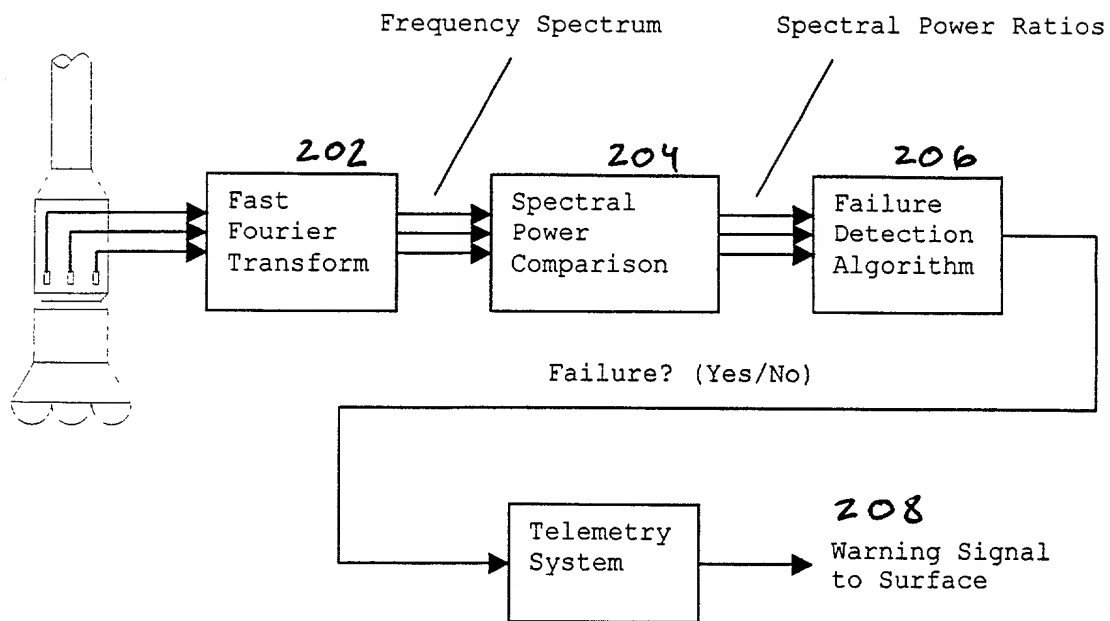 Frequency Spectrum
Spectral Power Ratios
202
Fast
Fourier
Transform
204
Spectral
Power
Comparison
206
Failure
Detection
Algorithm
Failure? (Yes/No)
Telemetry
System
208
Warning Signal
to Surface